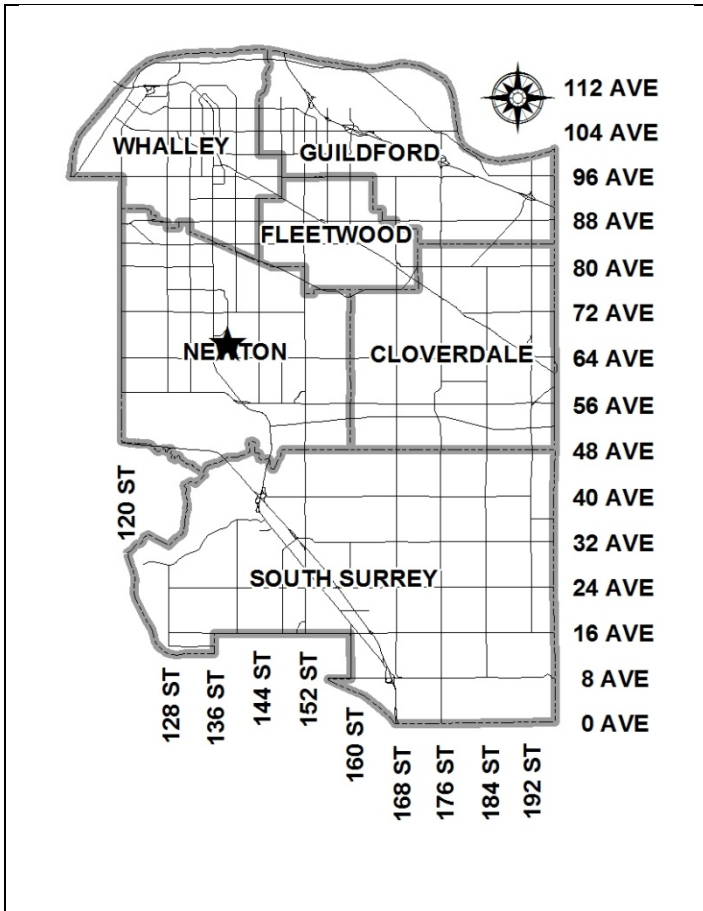 112 AVE
104 AVE
WHALLEY
GUILDFORD
96 AVE
88 AVE
FLEETWOOD
80 AVE
72 AVE
NEWTON
CLOVERDALE
64 AVE
56 AVE
48 AVE
120 ST
40 AVE
32 AVE
SOUTH SURREY
24 AVE
16 AVE
128 ST
136 ST
144 ST
152 ST
160 ST
8 AVE
0 AVE
168 ST
176 ST
184 ST
192 ST